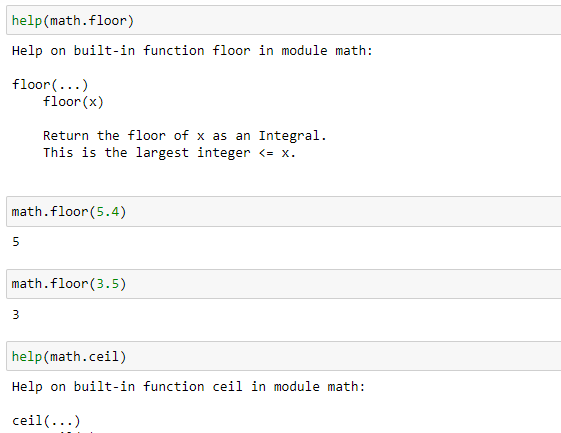 help(math.floor)
Help on built-in function floor in module math:
floor(...)
    floor(x)
    Return the floor of x as an Integral.
    This is the largest integer <= x.
math.floor(5.4)
5
math.floor(3.5)
3
help(math.ceil)
Help on built-in function ceil in module math:
ceil(...)